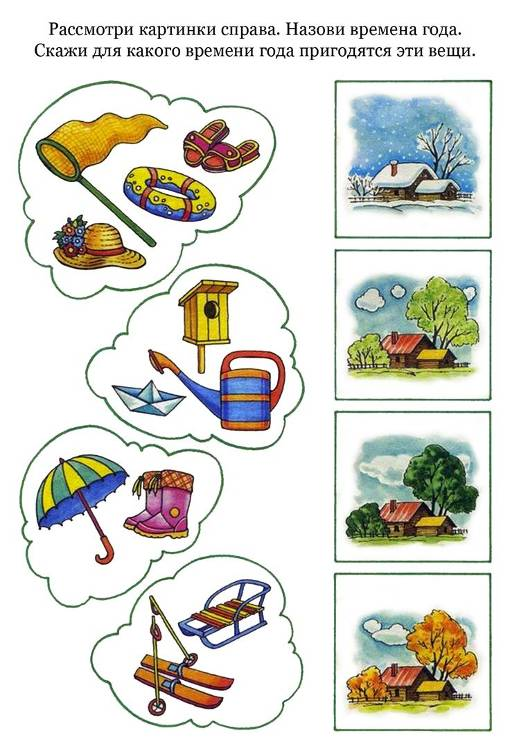 Рассмотри картинки справа. Назови времена года.
Скажи для какого времени года пригодятся эти вещи.